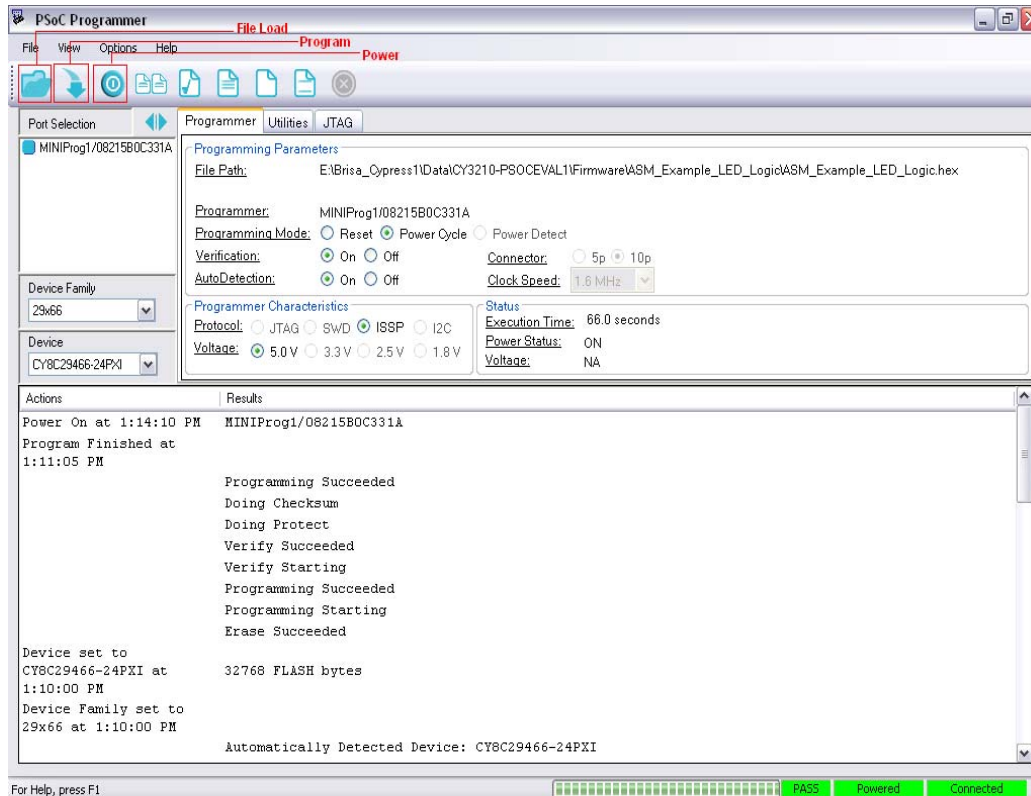 PSoC Programmer
File Load
File View Options Help
Program
Power
Port Selection
Programmer Utilities JTAG
MINIProg1/08215B0C331A
Programming Parameters
File Path: E:\Brisa_Cypress1\Data\CY3210-PSOCEVAL1\Firmware\ASM_Example_LED_Logic\ASM_Example_LED_Logic.hex
Programmer: MINIProg1/08215B0C331A
Programming Mode: Reset Power Cycle Power Detect
Verification: On Off Connector: 5p 10p
AutoDetection: On Off Clock Speed: 1.6 MHz
Device Family
29x66
Device
CY8C29466-24PXI
Programmer Characteristics
Protocol: JTAG SWD ISSP I2C
Voltage: 5.0 V 3.3 V 2.5 V 1.8 V
Status
Execution Time: 66.0 seconds
Power Status: ON
Voltage: NA
Actions Results
Power On at 1:14:10 PM MINIProg1/08215B0C331A
Program Finished at
1:11:05 PM
Programming Succeeded
Doing Checksum
Doing Protect
Verify Succeeded
Verify Starting
Programming Succeeded
Programming Starting
Erase Succeeded
Device set to
CY8C29466-24PXI at 32768 FLASH bytes
1:10:00 PM
Device Family set to
29x66 at 1:10:00 PM
Automatically Detected Device: CY8C29466-24PXI
For Help, press F1 PASS Powered Connected